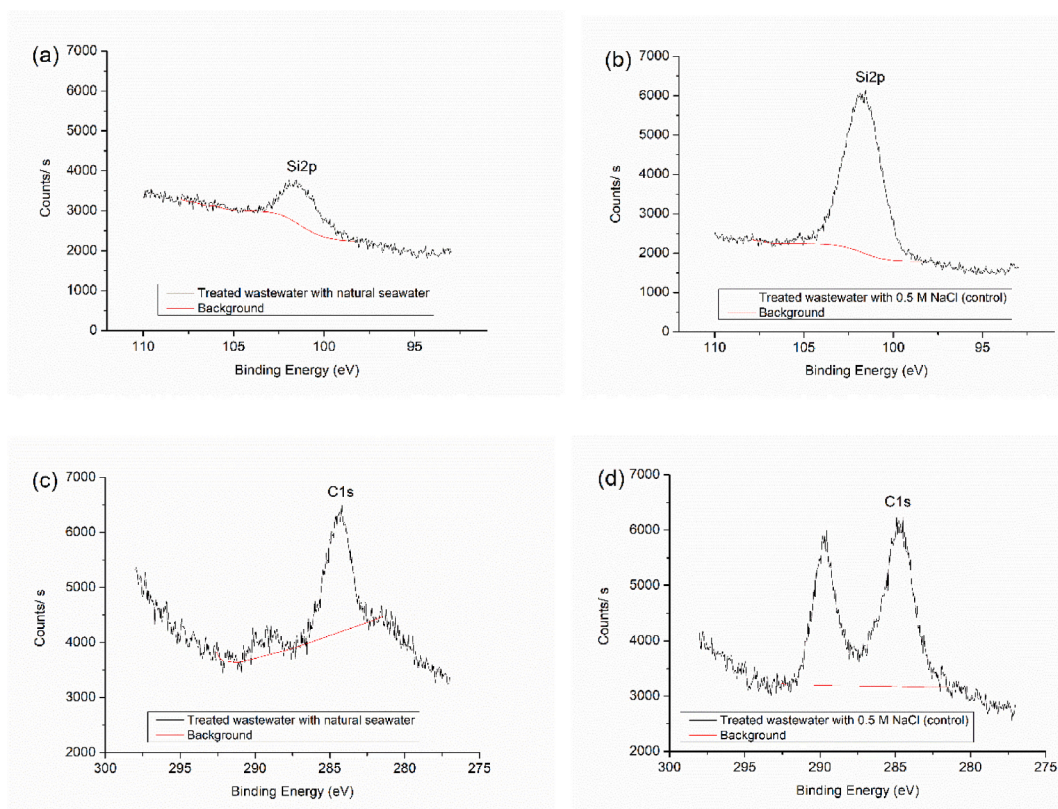 (a)
Si2p
7000
6000
5000
4000
3000
2000
1000
0
Counts/ s
Treated wastewater with natural seawater
Background
110
105
100
95
Binding Energy (eV)
(b)
Si2p
7000
6000
5000
4000
3000
2000
1000
0
Counts/ s
Treated wastewater with 0.5 M NaCl (control)
Background
110
105
100
95
Binding Energy (eV)
(c)
C1s
7000
6000
5000
4000
3000
2000
Counts/ s
Treated wastewater with natural seawater
Background
300
295
290
285
280
275
Binding Energy (eV)
(d)
C1s
7000
6000
5000
4000
3000
2000
Counts/ s
Treated wastewater with 0.5 M NaCl (control)
Background
300
295
290
285
280
275
Binding Energy (eV)